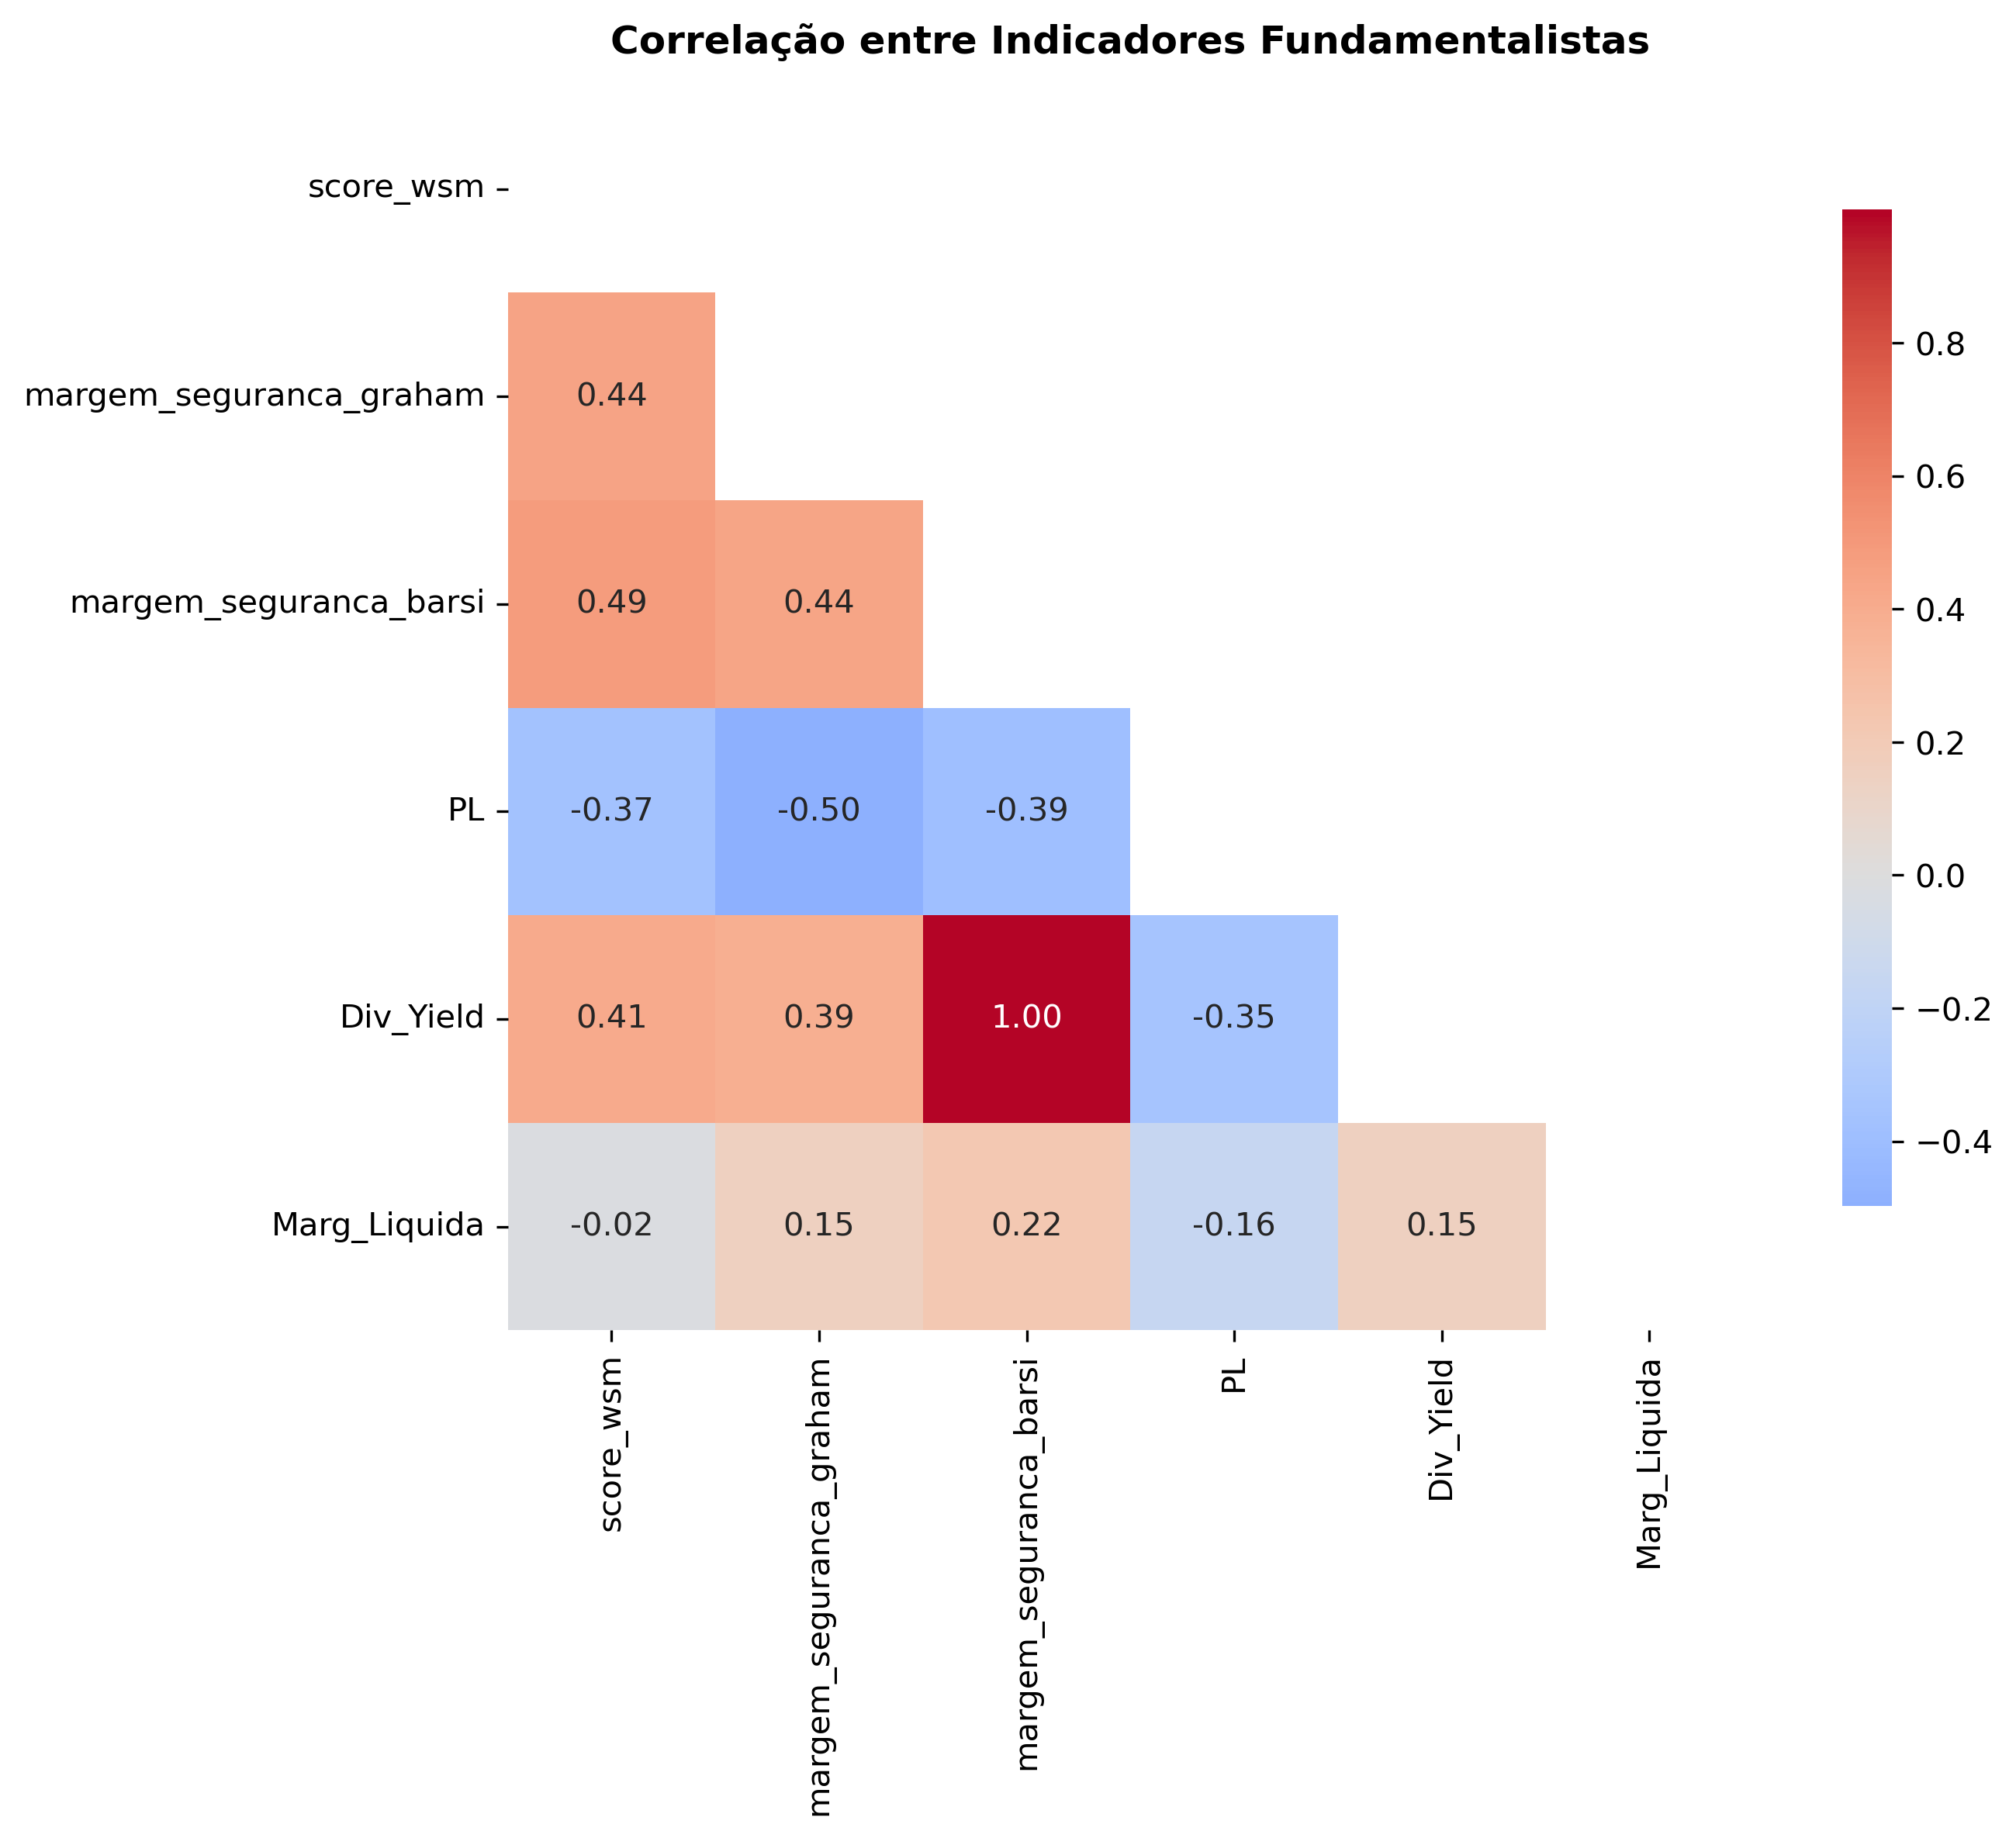 Correlação entre Indicadores Fundamentalistas
score_wsm
margem_seguranca_graham
0.44
margem_seguranca_barsi
0.49 0.44
PL
-0.37 -0.50 -0.39
Div_Yield
0.41 0.39 1.00 -0.35
Marg_Liquida
-0.02 0.15 0.22 -0.16 0.15
score_wsm
margem_seguranca_graham
margem_seguranca_barsi
PL
Div_Yield
Marg_Liquida
0.8
0.6
0.4
0.2
0.0
−0.2
−0.4